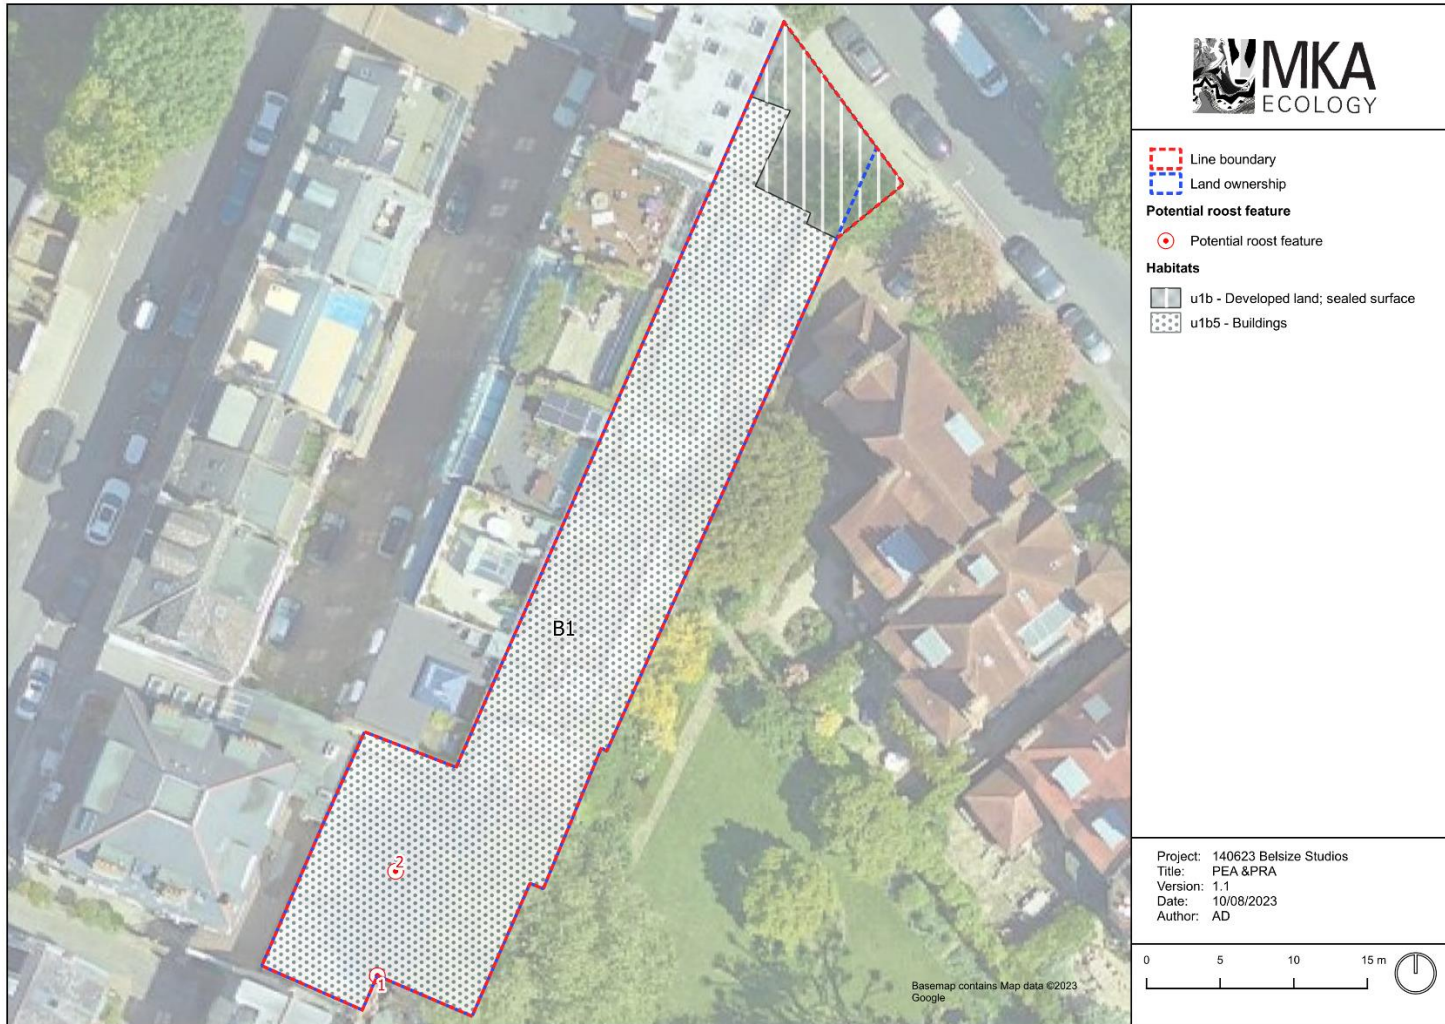 MKA
ECOLOGY
Line boundary
Land ownership
Potential roost feature
Potential roost feature
Habitats
u1b - Developed land; sealed surface
u1b5 - Buildings
B1
2
1
Basemap contains Map data ©2023
Google
Project: 140623 Belsize Studios
Title: PEA &PRA
Version: 1.1
Date: 10/08/2023
Author: AD
0 5 10 15 m